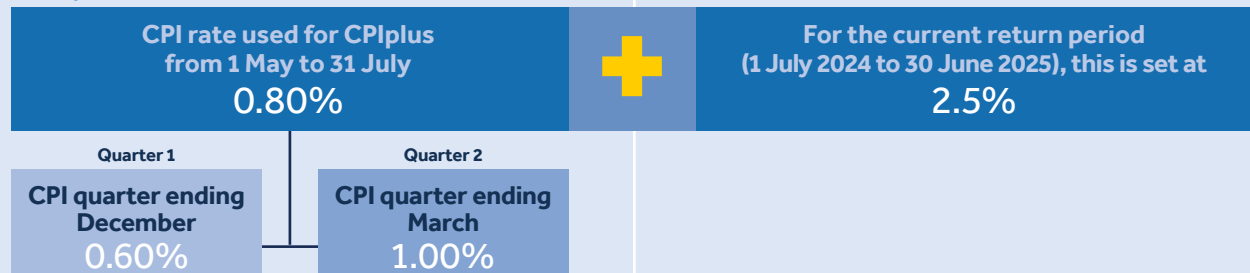 CPI rate used for CPIplus
from 1 May to 31 July
0.80%
For the current return period
(1 July 2024 to 30 June 2025), this is set at
2.5%
Quarter 1
CPI quarter ending
December
0.60%
Quarter 2
CPI quarter ending
March
1.00%